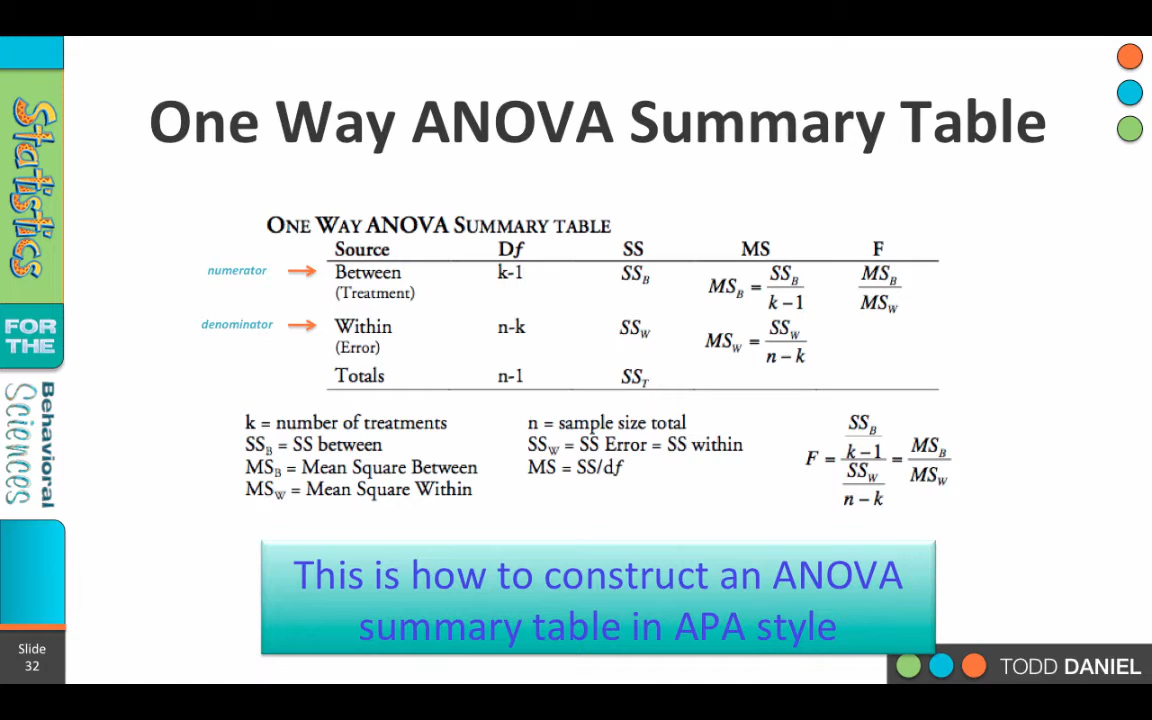 One Way ANOVA Summary Table
Statistics
FOR THE
Behavioral
Sciences
ONE WAY ANOVA SUMMARY TABLE
Source Df SS MS F
numerator Between k-1 SS_B MS_B = SS_B / k – 1 MS_B / MS_W
(Treatment)
denominator Within n-k SS_W MS_W = SS_W / n – k
(Error)
Totals n-1 SS_T
k = number of treatments n = sample size total
SS_B = SS between SS_W = SS Error = SS within
MS_B = Mean Square Between MS = SS/df
MS_W = Mean Square Within
F = SS_B / k – 1 / SS_W / n – k = MS_B / MS_W
This is how to construct an ANOVA
summary table in APA style
Slide
32
TODD DANIEL